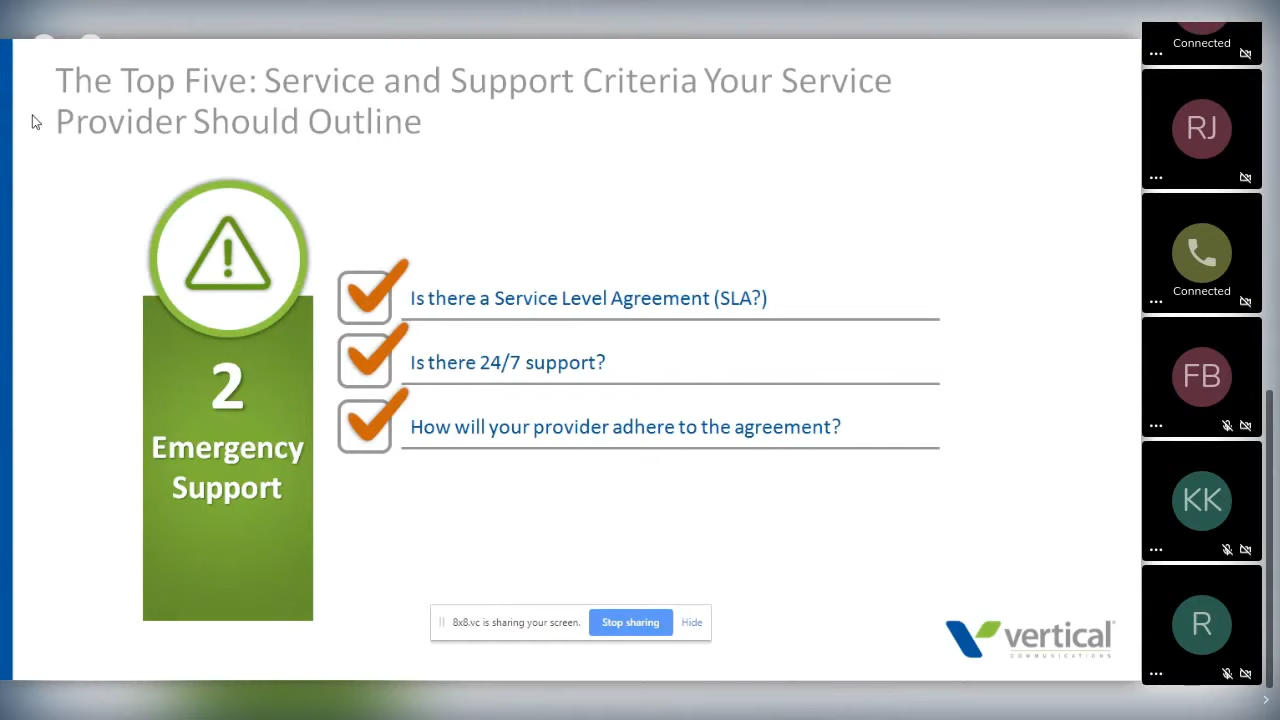 The Top Five: Service and Support Criteria Your Service
Provider Should Outline
2
Emergency
Support
Is there a Service Level Agreement (SLA?)
Is there 24/7 support?
How will your provider adhere to the agreement?
8x8.vc is sharing your screen.
Stop sharing
Hide
vertical
COMMUNICATIONS
Connected
RJ
Connected
FB
KK
R